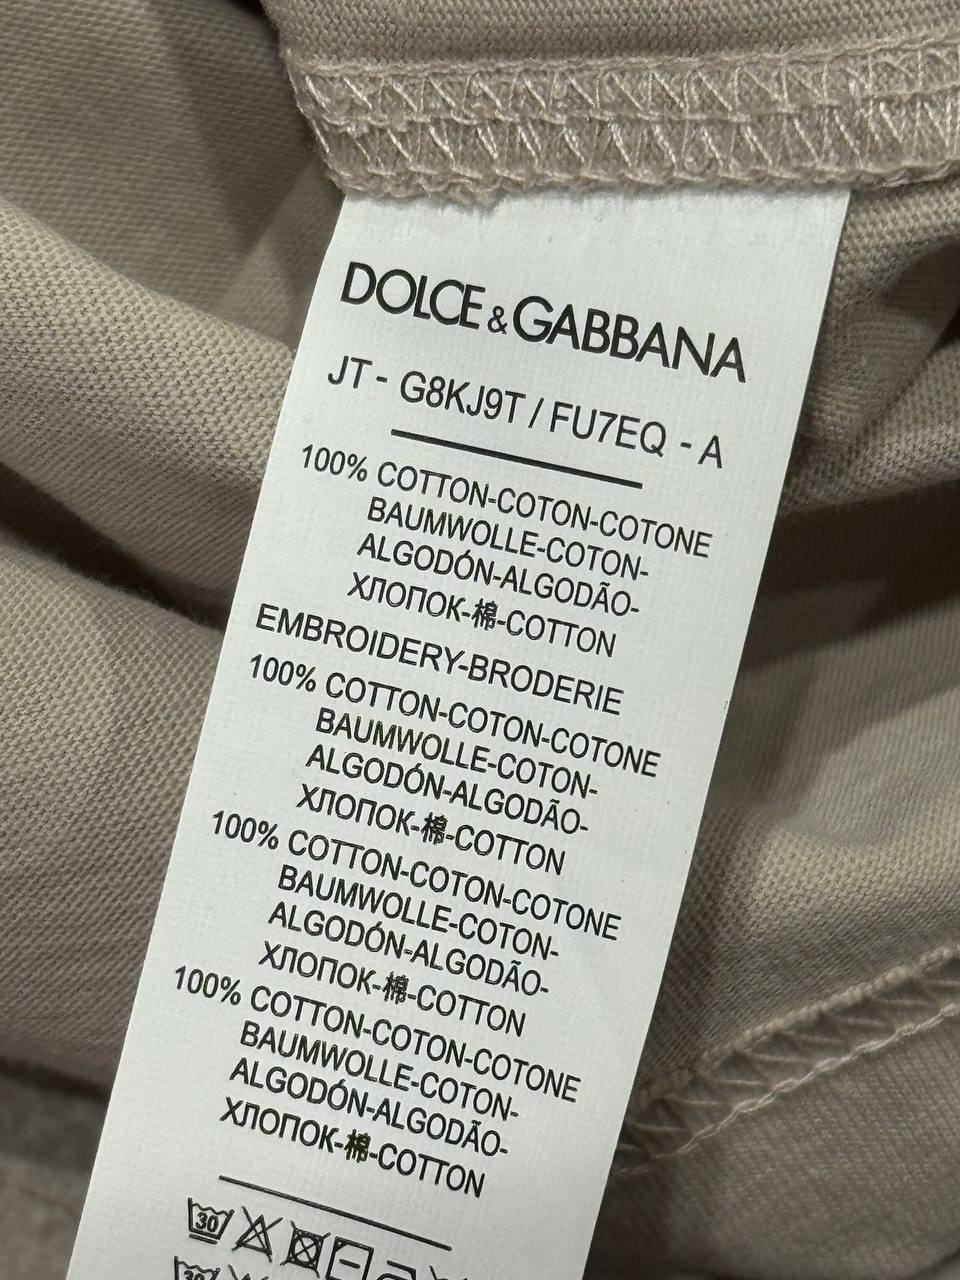 DOLCE&GABBANA
JT - G8KJ9T / FU7EQ - A
100% COTTON-COTON-COTONE
BAUMWOLLE-COTON-
ALGODÓN-ALGODÃO-
ХЛОПОК-棉-COTTON
EMBROIDERY-BRODERIE
100% COTTON-COTON-COTONE
BAUMWOLLE-COTON-
ALGODÓN-ALGODÃO-
ХЛОПОК-棉-COTTON
100% COTTON-COTON-COTONE
BAUMWOLLE-COTON-
ALGODÓN-ALGODÃO-
ХЛОПОК-棉-COTTON
100% COTTON-COTON-COTONE
BAUMWOLLE-COTON-
ALGODÓN-ALGODÃO-
ХЛОПОК-棉-COTTON
30
30